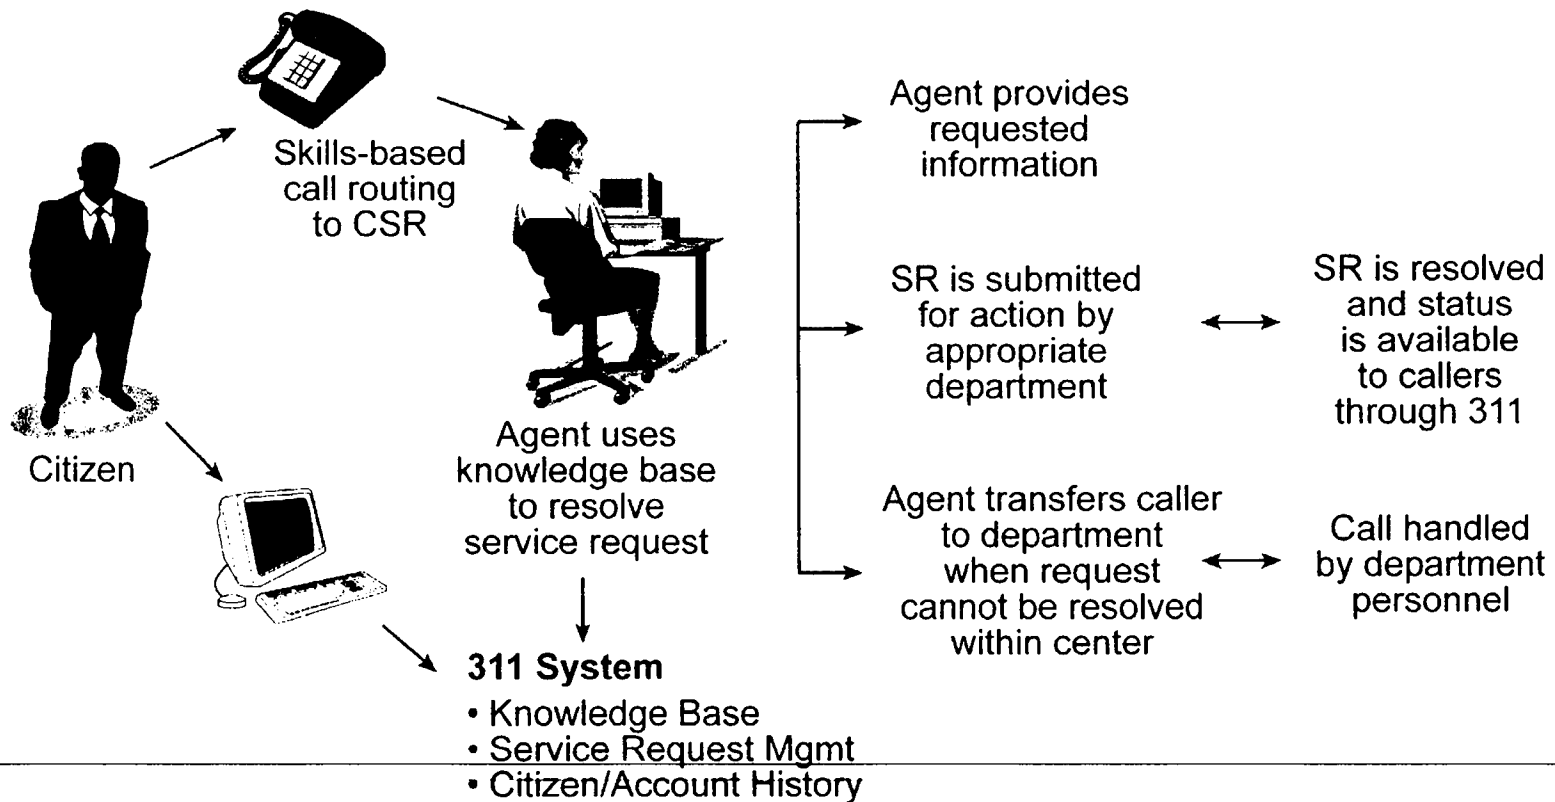 Skills-based
call routing
to CSR
Citizen
Agent uses
knowledge base
to resolve
service request
311 System
• Knowledge Base
• Service Request Mgmt
• Citizen/Account History
Agent provides
requested
information
SR is submitted
for action by
appropriate
department
SR is resolved
and status
is available
to callers
through 311
Agent transfers caller
to department
when request
cannot be resolved
within center
Call handled
by department
personnel